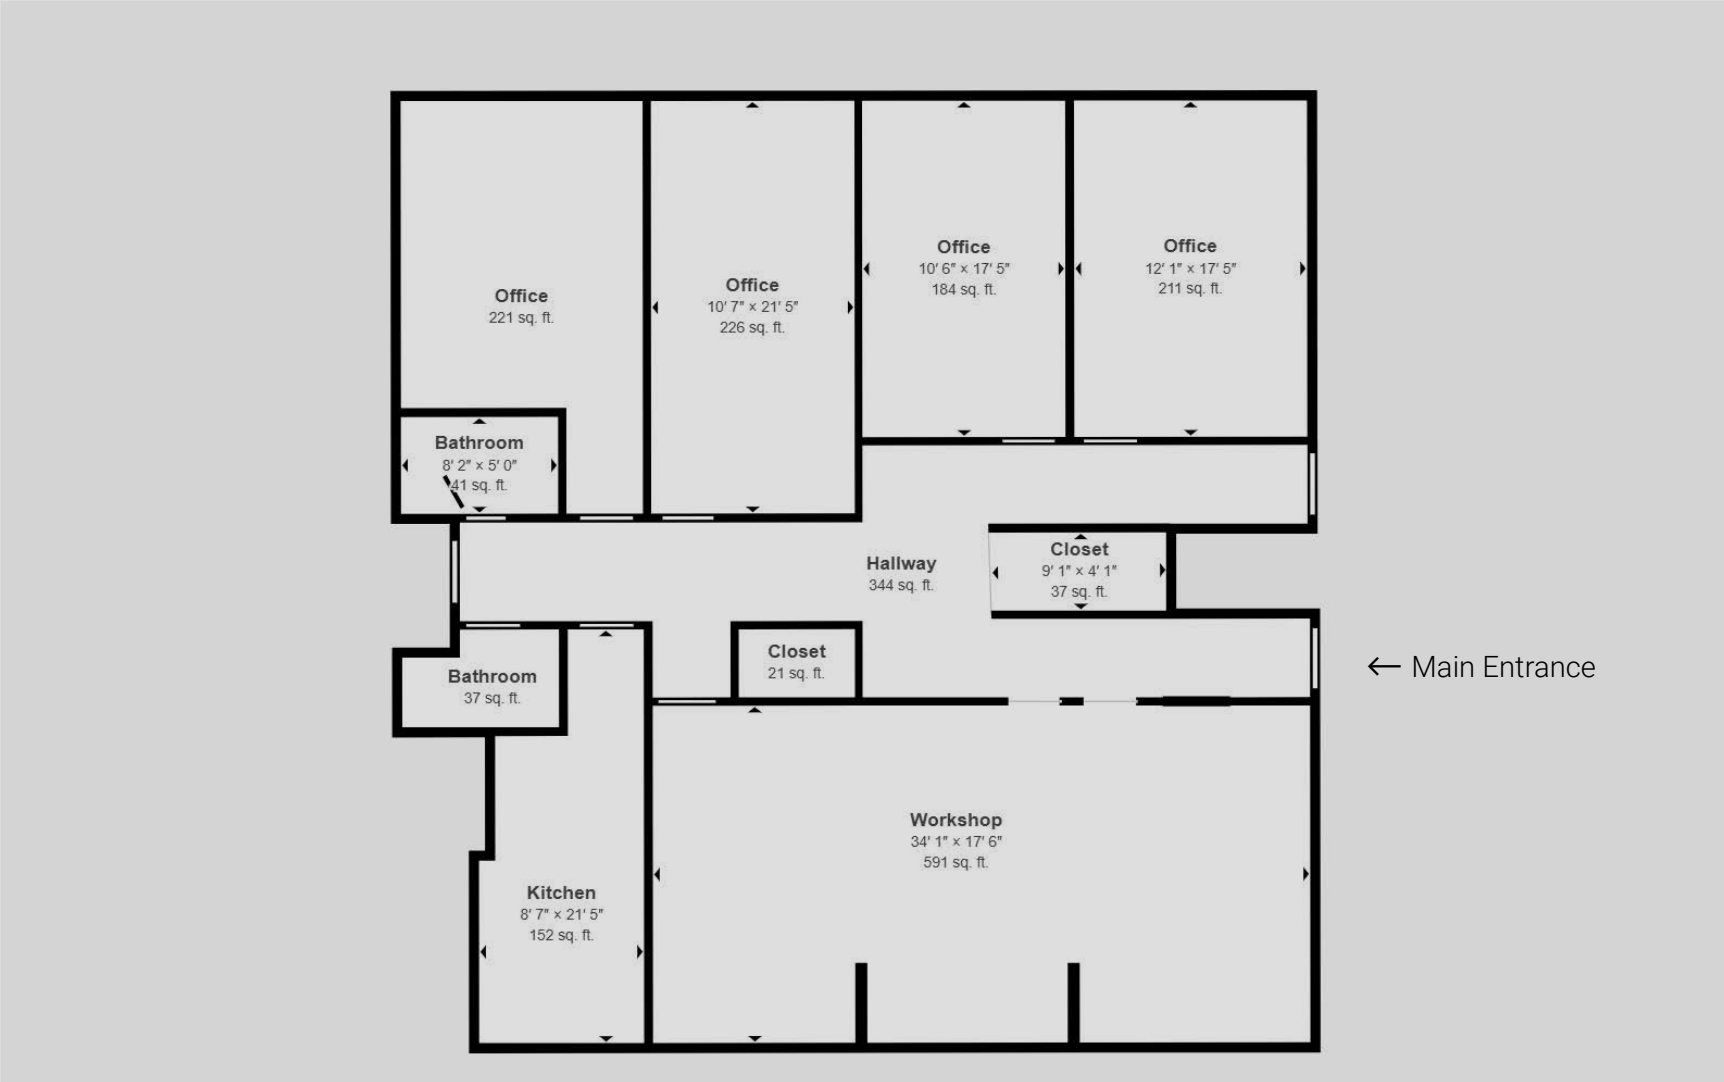 Office
10' 6" × 17' 5"
184 sq. ft.
Office
12' 1" × 17' 5"
211 sq. ft.
Office
10' 7" × 21' 5"
226 sq. ft.
Office
221 sq. ft.
Bathroom
8' 2" × 5' 0"
41 sq. ft.
Hallway
344 sq. ft.
Closet
9' 1" × 4' 1"
37 sq. ft.
Closet
21 sq. ft.
← Main Entrance
Bathroom
37 sq. ft.
Workshop
34' 1" × 17' 6"
591 sq. ft.
Kitchen
8' 7" × 21' 5"
152 sq. ft.